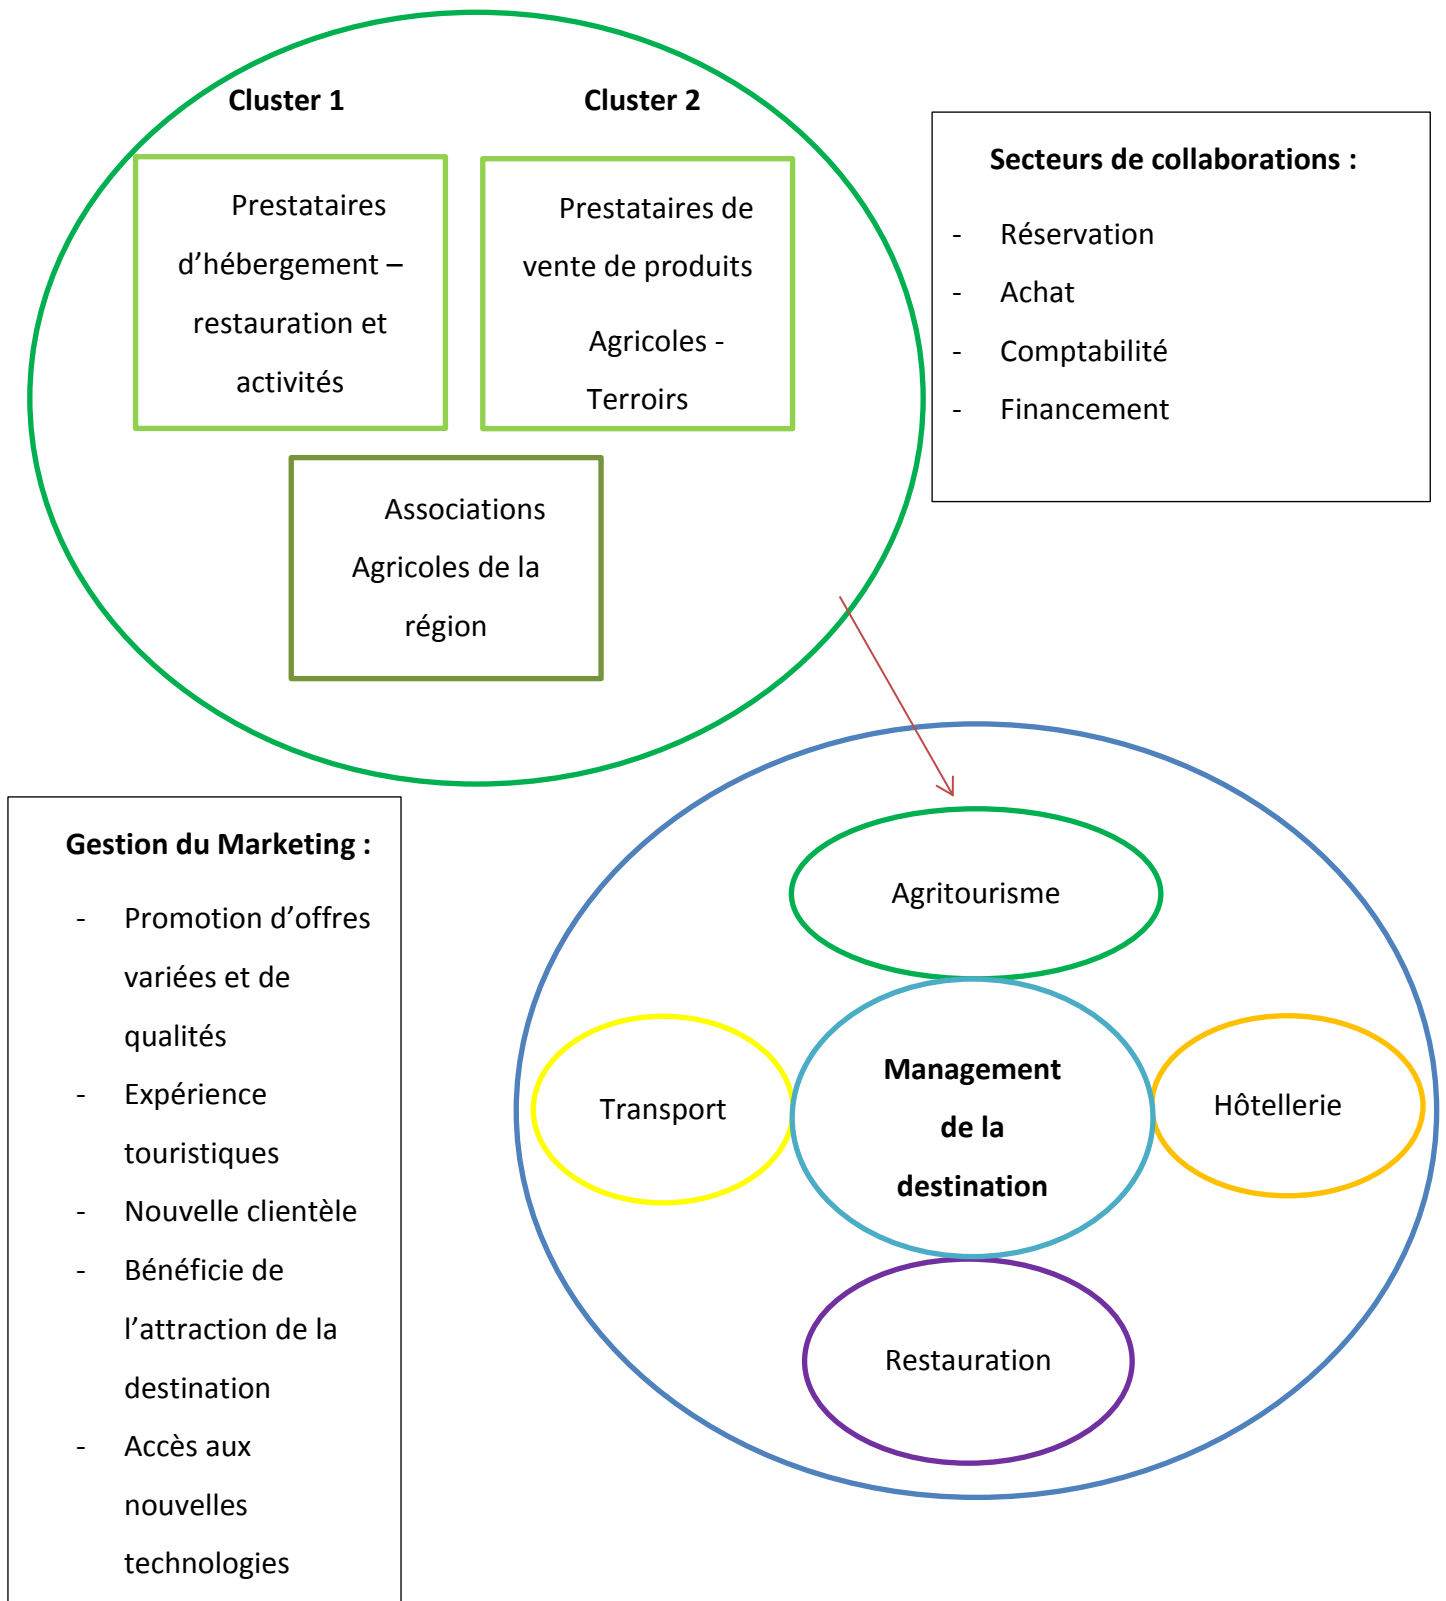 Cluster 1
Cluster 2
Prestataires
d’hébergement –
restauration et
activités
Prestataires de
vente de produits
Agricoles -
Terroirs
Associations
Agricoles de la
région
Secteurs de collaborations :
- Réservation
- Achat
- Comptabilité
- Financement
Gestion du Marketing :
- Promotion d’offres
variées et de
qualités
- Expérience
touristiques
- Nouvelle clientèle
- Bénéficie de
l’attraction de la
destination
- Accès aux
nouvelles
technologies
Agritourisme
Transport
Management
de la
destination
Hôtellerie
Restauration